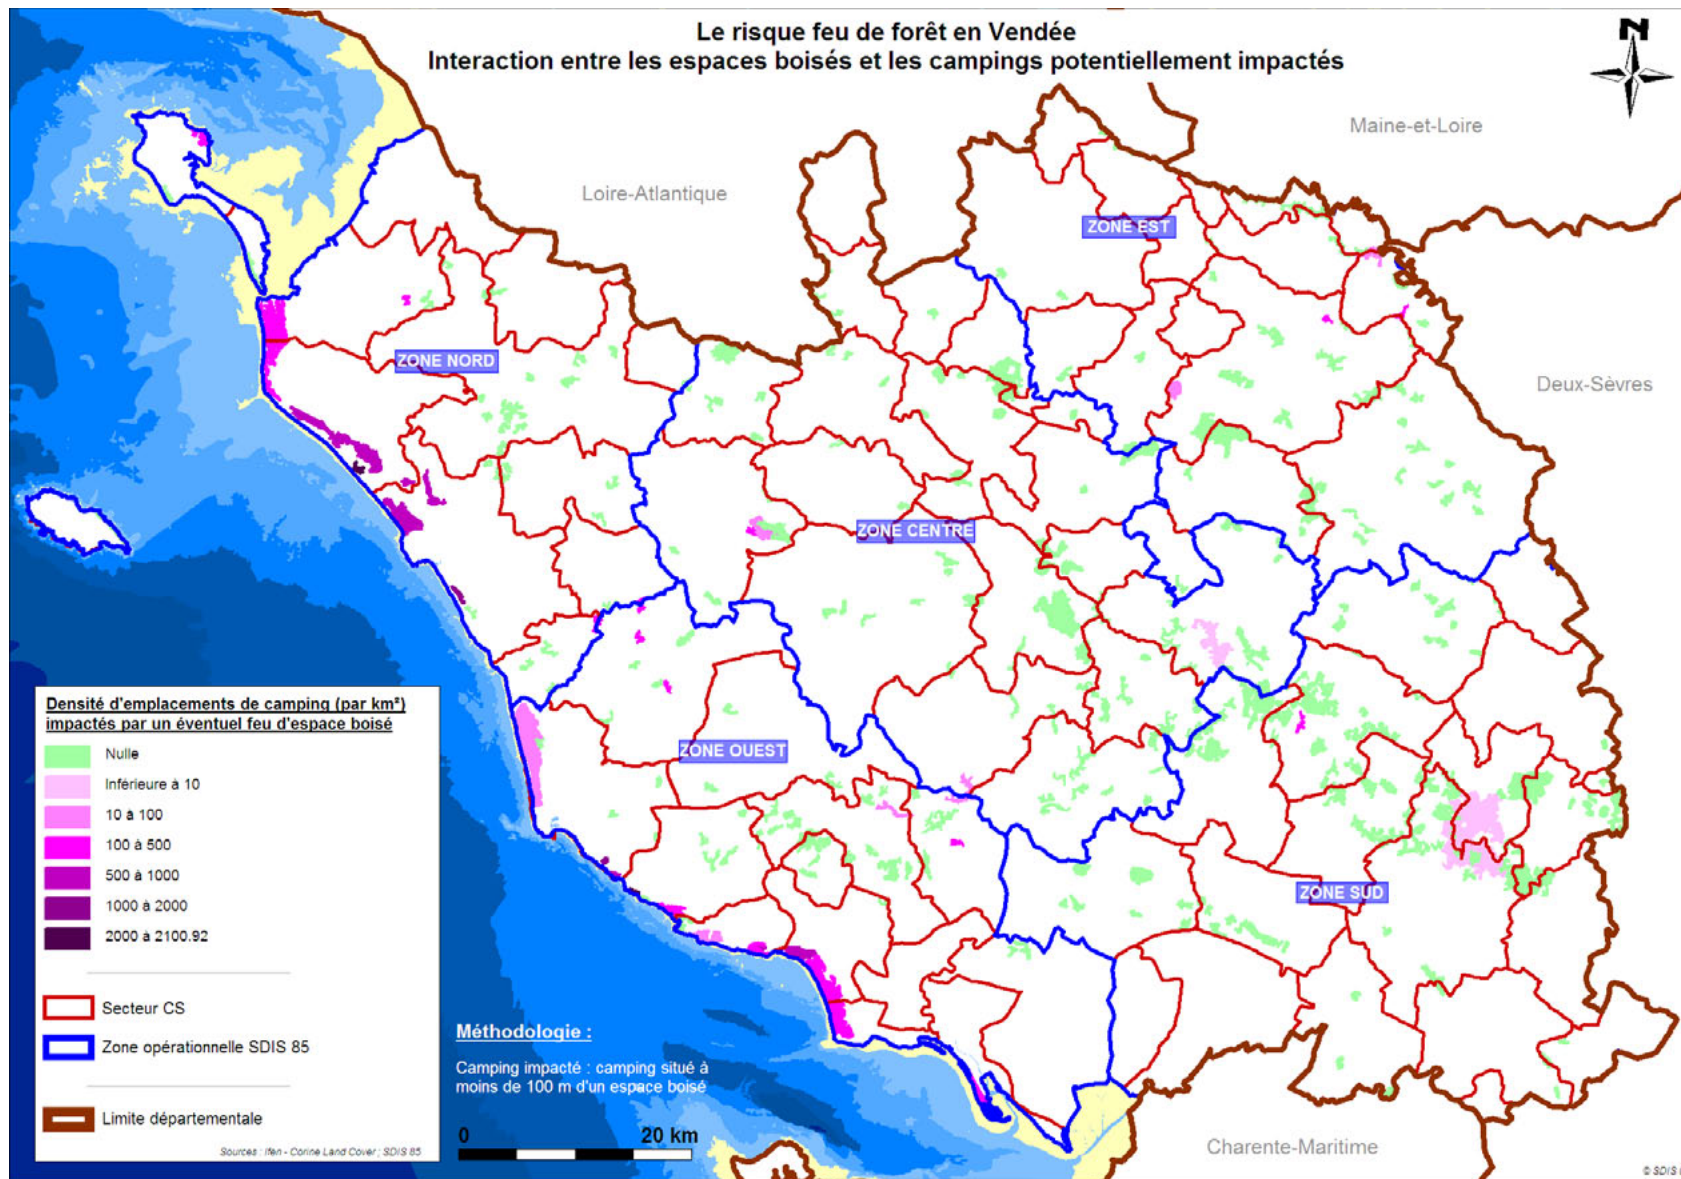 Le risque feu de forêt en Vendée
Interaction entre les espaces boisés et les campings potentiellement impactés
N
Maine-et-Loire
Loire-Atlantique
ZONE EST
ZONE NORD
Deux-Sèvres
ZONE CENTRE
ZONE OUEST
ZONE SUD
Densité d'emplacements de camping (par km²)
impactés par un éventuel feu d'espace boisé
Nulle
Inférieure à 10
10 à 100
100 à 500
500 à 1000
1000 à 2000
2000 à 2100.92
Secteur CS
Zone opérationnelle SDIS 85
Limite départementale
Sources : Ifen - Corine Land Cover ; SDIS 85
Méthodologie :
Camping impacté : camping situé à
moins de 100 m d'un espace boisé
0 20 km
Charente-Maritime
© SDIS